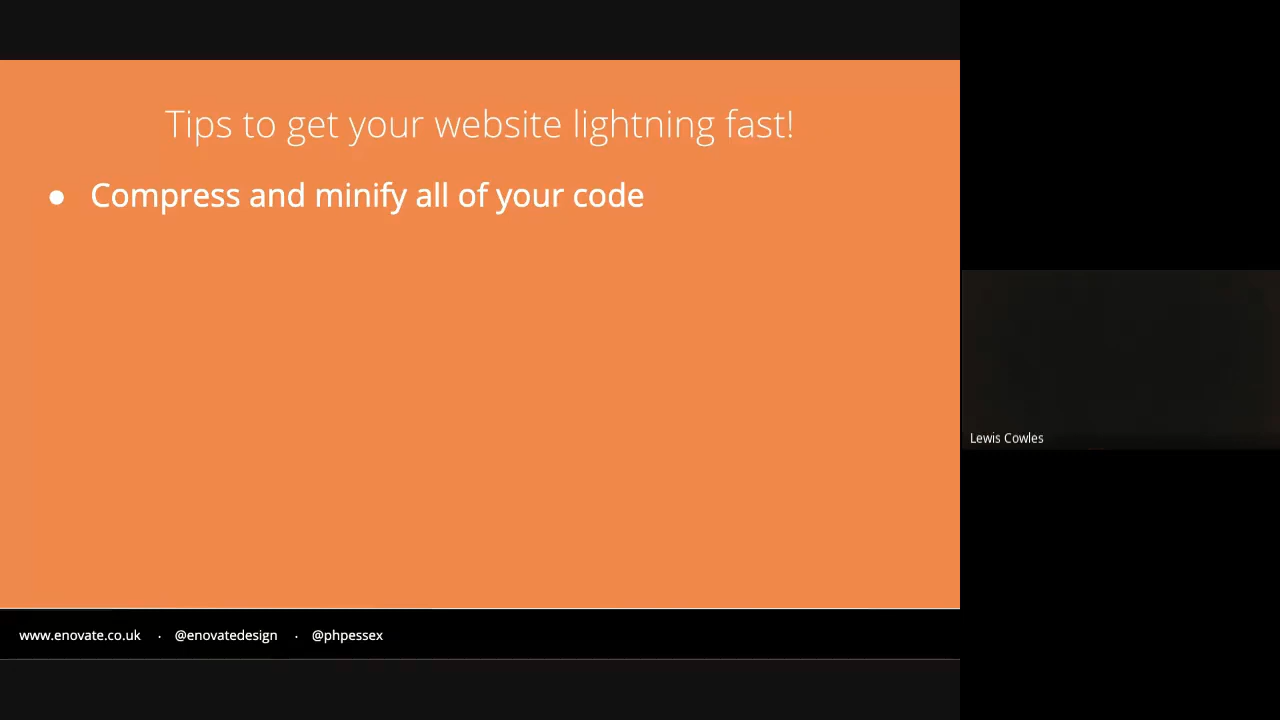 Tips to get your website lightning fast!
● Compress and minify all of your code
Lewis Cowles
www.enovate.co.uk · @enovatedesign · @phpessex